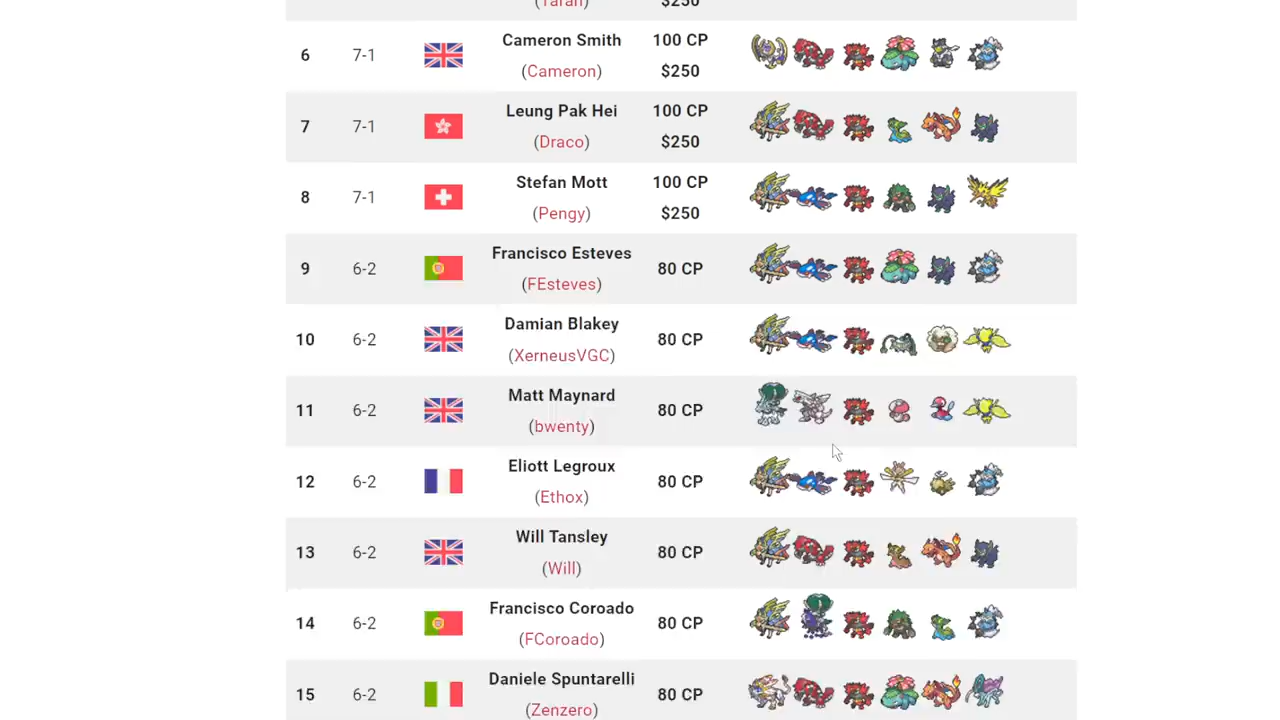 (Taran)
$250
6
7-1
Cameron Smith
(Cameron)
100 CP
$250
7
7-1
Leung Pak Hei
(Draco)
100 CP
$250
8
7-1
Stefan Mott
(Pengy)
100 CP
$250
9
6-2
Francisco Esteves
(FEsteves)
80 CP
10
6-2
Damian Blakey
(XerneusVGC)
80 CP
11
6-2
Matt Maynard
(bwenty)
80 CP
12
6-2
Eliott Legroux
(Ethox)
80 CP
13
6-2
Will Tansley
(Will)
80 CP
14
6-2
Francisco Coroado
(FCoroado)
80 CP
15
6-2
Daniele Spuntarelli
(Zenzero)
80 CP